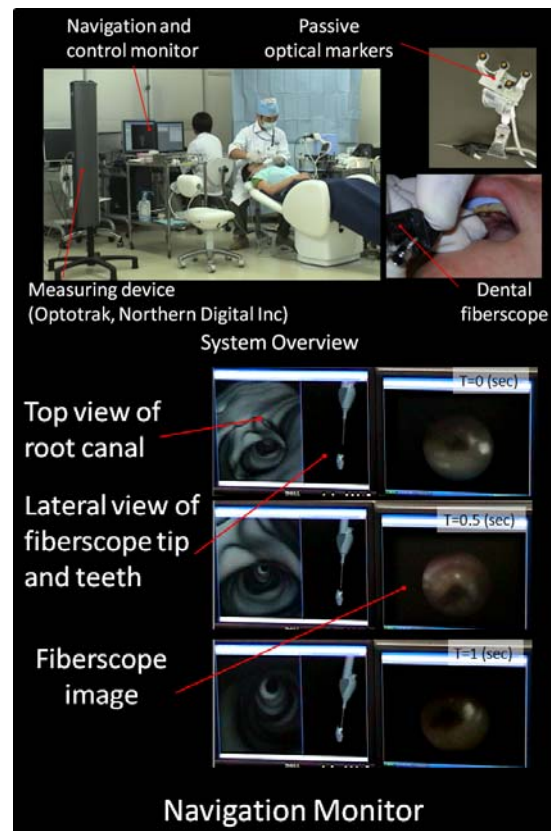 Navigation and
control monitor
Passive
optical markers
Measuring device
(Optotrak, Northern Digital Inc)
Dental
fiberscope
System Overview
T=0 (sec)
Top view of
root canal
Lateral view of
fiberscope tip
and teeth
T=0.5 (sec)
Fiberscope
image
T=1 (sec)
Navigation Monitor